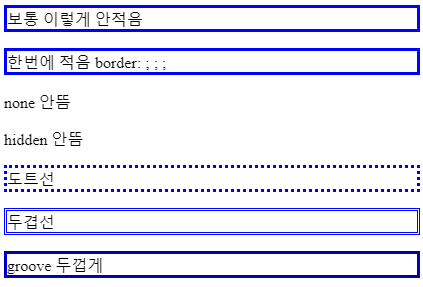 보통 이렇게 안적음
한번에 적음 border: ; ; ;
none 안뜸
hidden 안뜸
도트선
두겹선
groove 두껍게